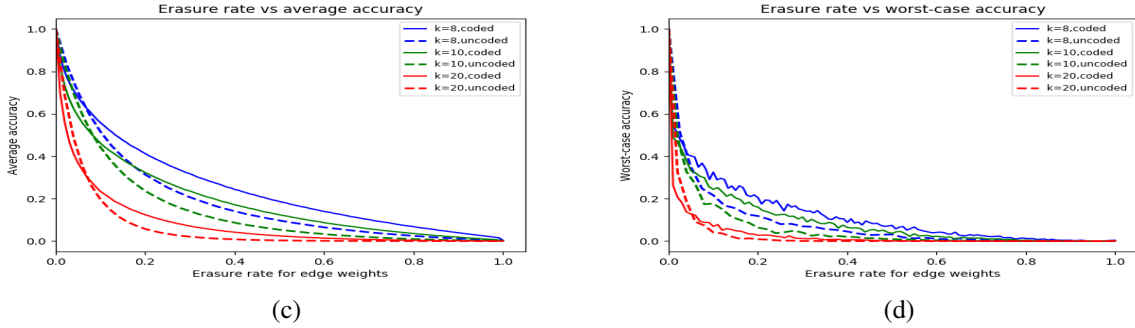 Erasure rate vs average accuracy
1.0
0.8
0.6
0.4
0.2
0.0
Average accuracy
k=8,coded
k=8,uncoded
k=10,coded
k=10,uncoded
k=20,coded
k=20,uncoded
0.0 0.2 0.4 0.6 0.8 1.0
Erasure rate for edge weights
(c)
Erasure rate vs worst-case accuracy
1.0
0.8
0.6
0.4
0.2
0.0
Worst-case accuracy
k=8,coded
k=8,uncoded
k=10,coded
k=10,uncoded
k=20,coded
k=20,uncoded
0.0 0.2 0.4 0.6 0.8 1.0
Erasure rate for edge weights
(d)